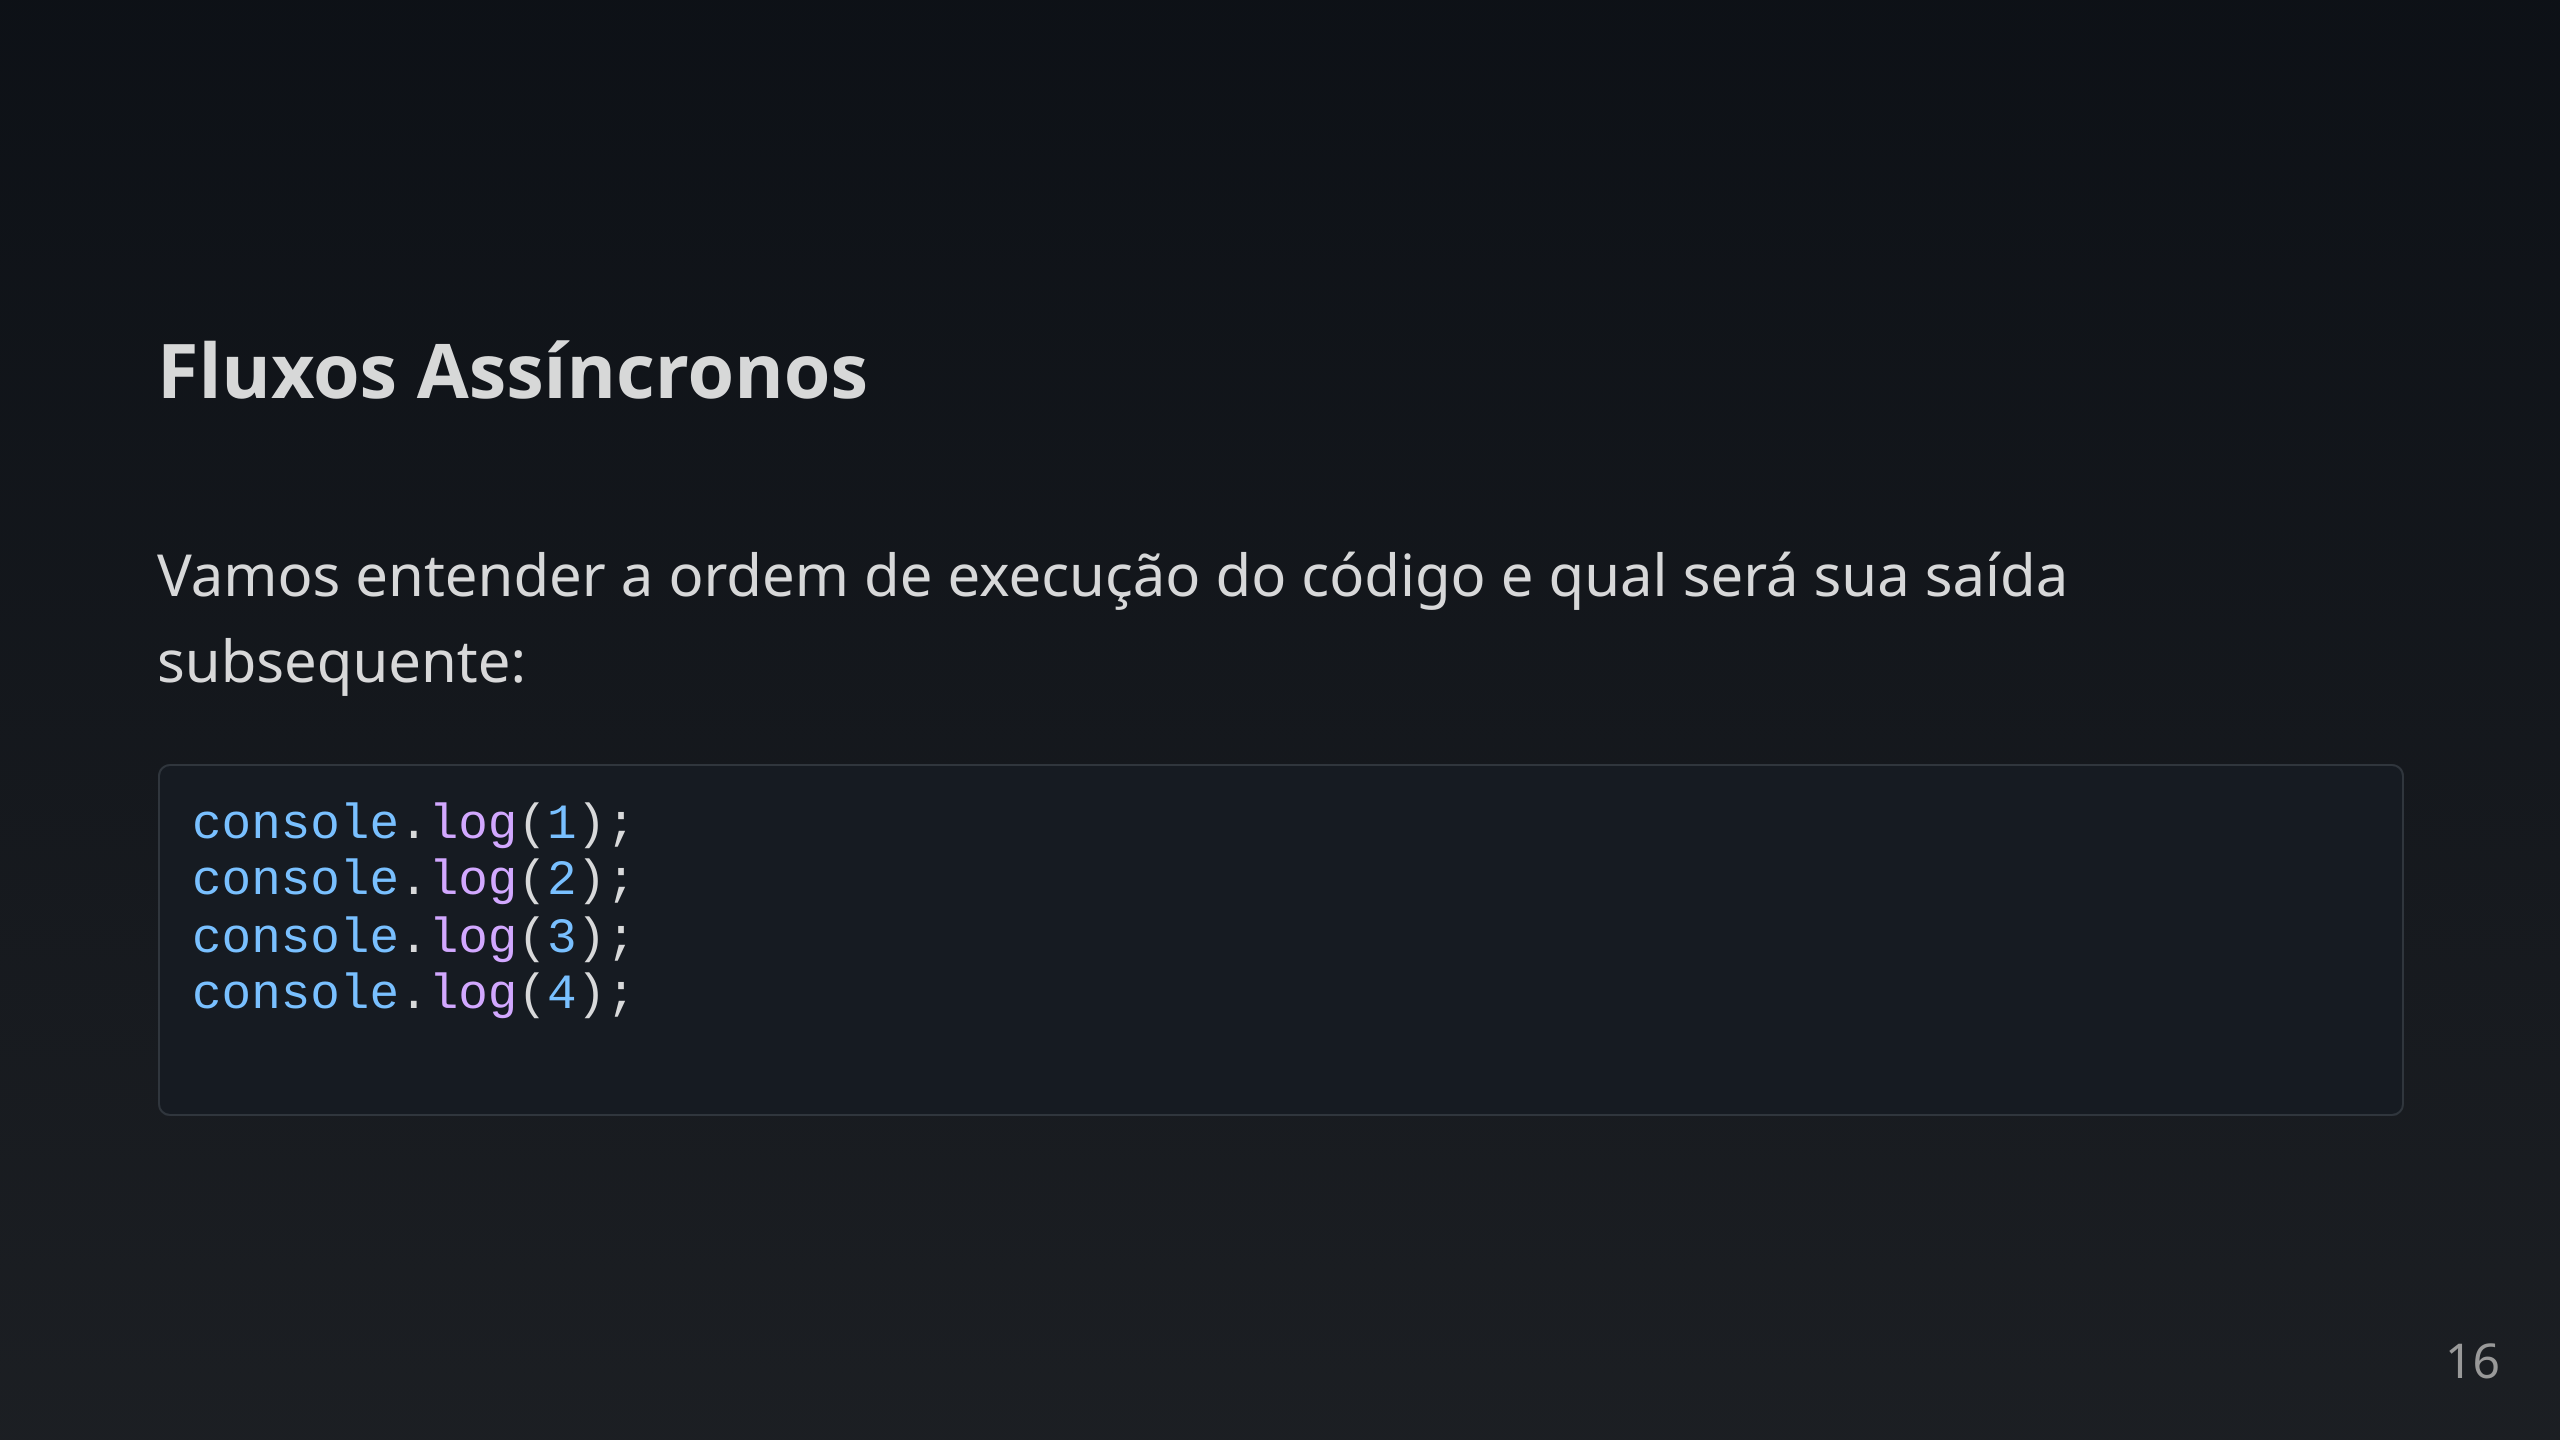 Fluxos Assíncronos
Vamos entender a ordem de execução do código e qual será sua saída
subsequente:
console.log(1);
console.log(2);
console.log(3);
console.log(4);
16